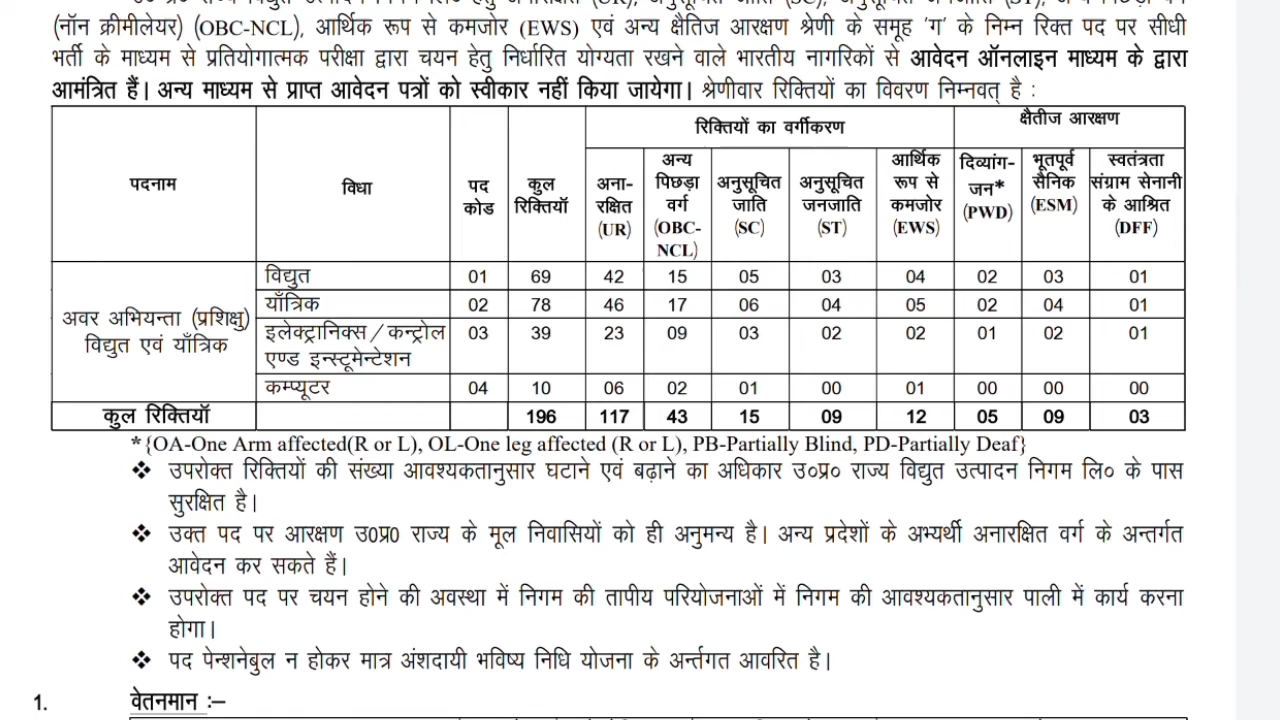 (नॉन क्रीमीलेयर) (OBC-NCL), आर्थिक रूप से कमजोर (EWS) एवं अन्य क्षैतिज आरक्षण श्रेणी के समूह 'ग' के निम्न रिक्त पद पर सीधी
भर्ती के माध्यम से प्रतियोगात्मक परीक्षा द्वारा चयन हेतु निर्धारित योग्यता रखने वाले भारतीय नागरिकों से आवेदन ऑनलाइन माध्यम के द्वारा
आमंत्रित हैं। अन्य माध्यम से प्राप्त आवेदन पत्रों को स्वीकार नहीं किया जायेगा। श्रेणीवार रिक्तियों का विवरण निम्नवत् है :
पदनाम विधा पद कोड कुल रिक्तियॉ रिक्तियों का वर्गीकरण क्षैतीज आरक्षण
अना-रक्षित (UR) अन्य पिछड़ा वर्ग (OBC-NCL) अनुसूचित जाति (SC) अनुसूचित जनजाति (ST) आर्थिक रूप से कमजोर (EWS) दिव्यांग-जन* (PWD) भूतपूर्व सैनिक (ESM) स्वतंत्रता संग्राम सेनानी के आश्रित (DFF)
अवर अभियन्ता (प्रशिक्षु) विद्युत एवं याँत्रिक
विद्युत 01 69 42 15 05 03 04 02 03 01
याँत्रिक 02 78 46 17 06 04 05 02 04 01
इलेक्ट्रानिक्स/कन्ट्रोल एण्ड इन्स्टूमेन्टेशन 03 39 23 09 03 02 02 01 02 01
कम्प्यूटर 04 10 06 02 01 00 01 00 00 00
कुल रिक्तियॉ 196 117 43 15 09 12 05 09 03
*{OA-One Arm affected(R or L), OL-One leg affected (R or L), PB-Partially Blind, PD-Partially Deaf}
❖ उपरोक्त रिक्तियों की संख्या आवश्यकतानुसार घटाने एवं बढ़ाने का अधिकार उ०प्र० राज्य विद्युत उत्पादन निगम लि० के पास
सुरक्षित है।
❖ उक्त पद पर आरक्षण उ0प्र0 राज्य के मूल निवासियों को ही अनुमन्य है। अन्य प्रदेशों के अभ्यर्थी अनारक्षित वर्ग के अन्तर्गत
आवेदन कर सकते हैं।
❖ उपरोक्त पद पर चयन होने की अवस्था में निगम की तापीय परियोजनाओं में निगम की आवश्यकतानुसार पाली में कार्य करना
होगा।
❖ पद पेन्शनेबुल न होकर मात्र अंशदायी भविष्य निधि योजना के अर्न्तगत आवरित है।
1. वेतनमान :–